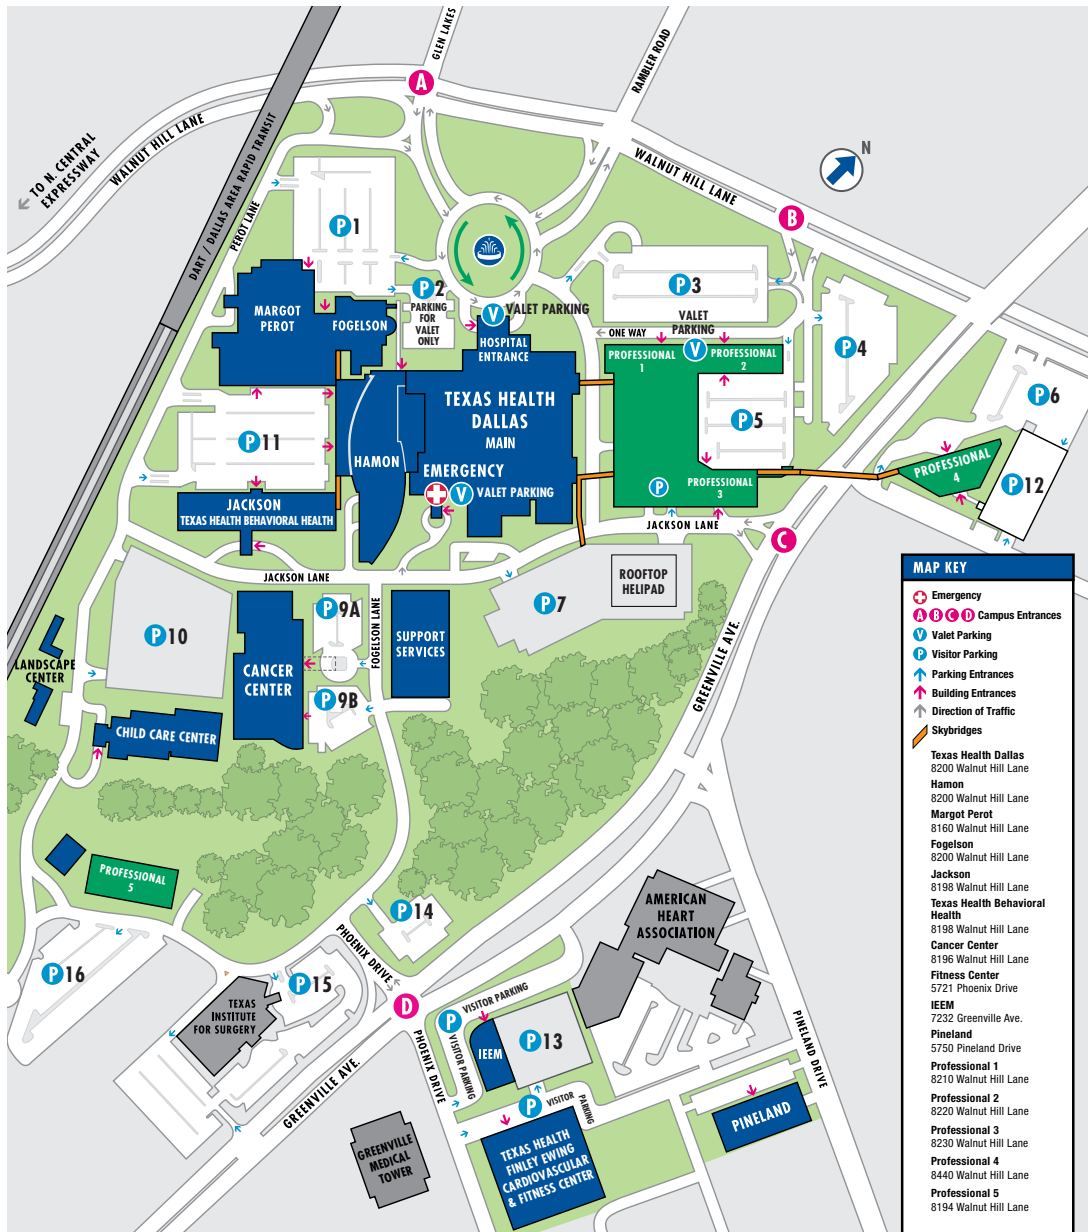 GLEN LAKES
RAMBLER ROAD
A
TO N. CENTRAL
EXPRESSWAY
WALNUT HILL LANE
DART / DALLAS AREA RAPID TRANSIT
WALNUT HILL LANE
N
B
PEROT LANE
P1
P2
PARKING
FOR
VALET
ONLY
V VALET PARKING
HOSPITAL
ENTRANCE
P3
VALET
PARKING
V
ONE WAY
P4
MARGOT
PEROT
FOGELSON
PROFESSIONAL
1
PROFESSIONAL
2
P5
P6
TEXAS HEALTH
DALLAS
MAIN
P11
HAMON
EMERGENCY
V VALET PARKING
P
PROFESSIONAL
3
PROFESSIONAL
4
P12
JACKSON
TEXAS HEALTH BEHAVIORAL HEALTH
JACKSON LANE
C
JACKSON LANE
P7
ROOFTOP
HELIPAD
P10
P9A
FOGELSON LANE
SUPPORT
SERVICES
CANCER
CENTER
P9B
GREENVILLE AVE.
LANDSCAPE
CENTER
CHILD CARE CENTER
PROFESSIONAL
5
P14
PHOENIX DRIVE
P16
P15
TEXAS
INSTITUTE
FOR SURGERY
D
AMERICAN
HEART
ASSOCIATION
P VISITOR PARKING
VISITOR PARKING
IEEM
P13
PHOENIX DRIVE
GREENVILLE AVE.
P VISITOR
PARKING
PINELAND DRIVE
PINELAND
GREENVILLE
MEDICAL
TOWER
TEXAS HEALTH
FINLEY EWING
CARDIOVASCULAR
& FITNESS CENTER
MAP KEY
Emergency
A B C D Campus Entrances
V Valet Parking
P Visitor Parking
Parking Entrances
Building Entrances
Direction of Traffic
Skybridges
Texas Health Dallas
8200 Walnut Hill Lane
Hamon
8200 Walnut Hill Lane
Margot Perot
8160 Walnut Hill Lane
Fogelson
8200 Walnut Hill Lane
Jackson
8198 Walnut Hill Lane
Texas Health Behavioral
Health
8198 Walnut Hill Lane
Cancer Center
8196 Walnut Hill Lane
Fitness Center
5721 Phoenix Drive
IEEM
7232 Greenville Ave.
Pineland
5750 Pineland Drive
Professional 1
8210 Walnut Hill Lane
Professional 2
8220 Walnut Hill Lane
Professional 3
8230 Walnut Hill Lane
Professional 4
8440 Walnut Hill Lane
Professional 5
8194 Walnut Hill Lane